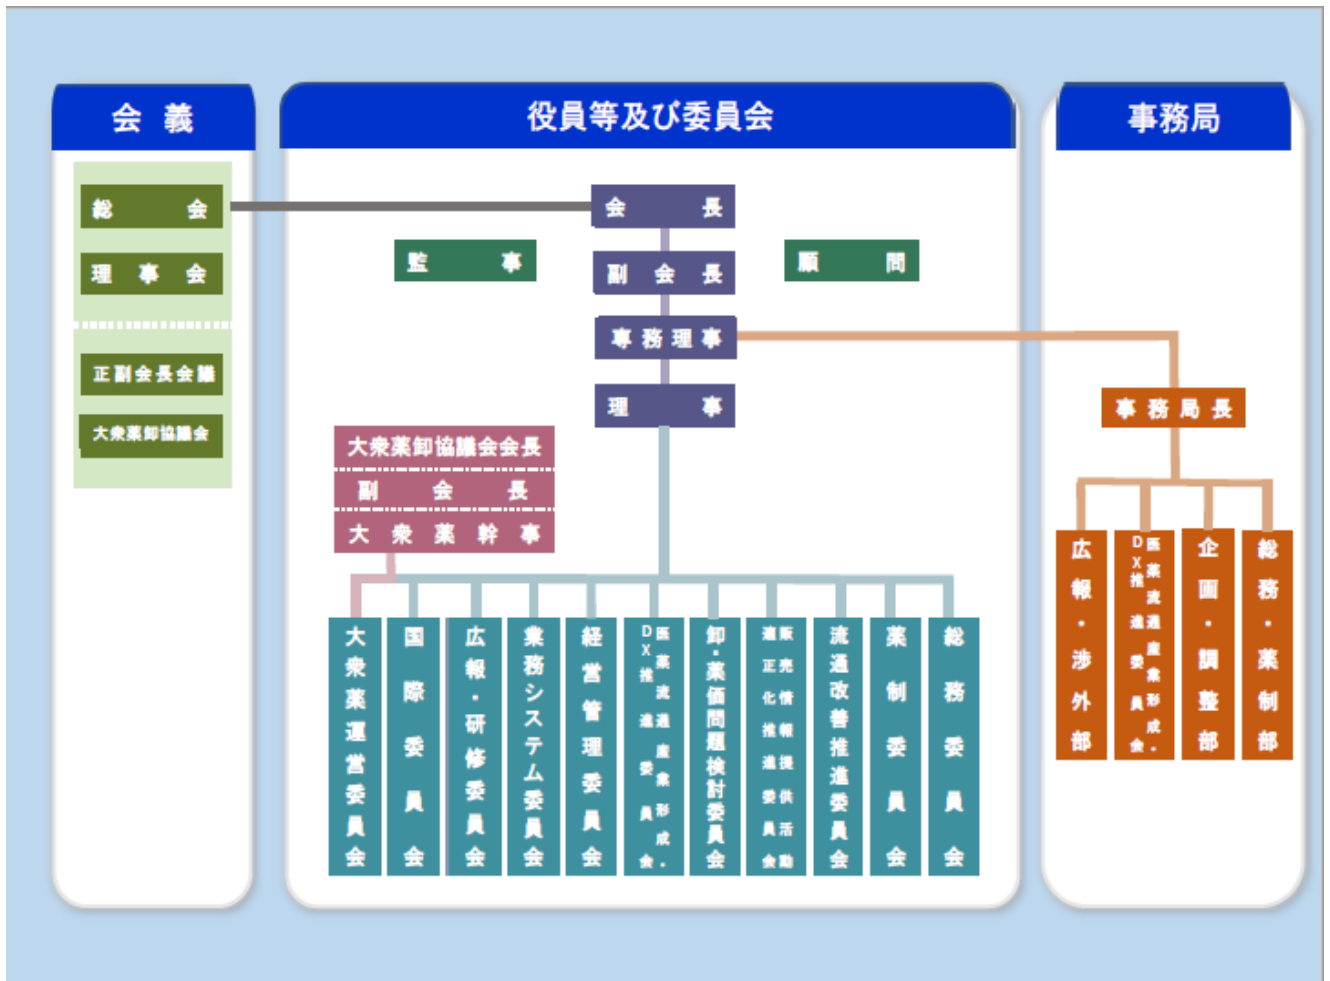 会義
総会
理事会
正副会長会議
大衆薬卸協議会
役員等及び委員会
会長
監事
顧問
副会長
専務理事
理事
大衆薬卸協議会会長
副会長
大衆薬幹事
大衆薬運営委員会
国際委員会
広報・研修委員会
業務システム委員会
経営管理委員会
医薬流通産業形成・
DX推進委員会
卸・薬価問題検討委員会
販売情報提供活動
適正化推進委員会
流通改善推進委員会
薬制委員会
総務委員会
事務局
事務局長
広報・渉外部
医薬流通産業形成・
DX推進委員会
企画・調整部
総務・薬制部